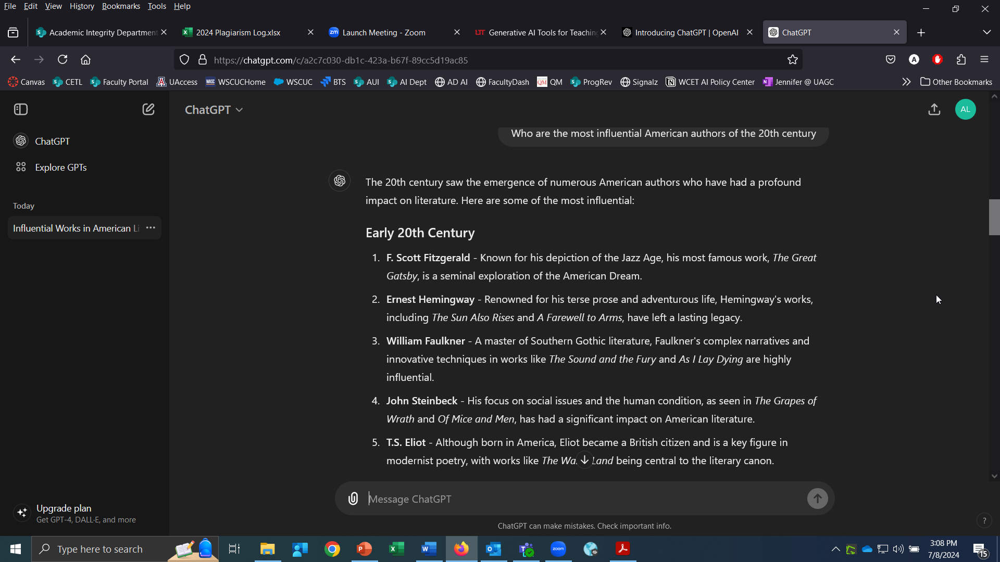 File Edit View History Bookmarks Tools Help
Academic Integrity Department 2024 Plagiarism Log.xlsx zm Launch Meeting - Zoom LTT Generative AI Tools for Teaching Introducing ChatGPT | OpenAI ChatGPT
https://chatgpt.com/c/a2c7c030-db1c-423a-b67f-89cc5d19ac85 A
Canvas CETL Faculty Portal UAccess WASC WSCUCHome WSCUC BTS AUI AI Dept AD AI FacultyDash QM QM ProgRev Signalz WCET AI Policy Center Jennifer @ UAGC Other Bookmarks
ChatGPT AL
ChatGPT
Explore GPTs
Today
Influential Works in American Li
Who are the most influential American authors of the 20th century
The 20th century saw the emergence of numerous American authors who have had a profound
impact on literature. Here are some of the most influential:
Early 20th Century
1. F. Scott Fitzgerald - Known for his depiction of the Jazz Age, his most famous work, The Great
Gatsby, is a seminal exploration of the American Dream.
2. Ernest Hemingway - Renowned for his terse prose and adventurous life, Hemingway's works,
including The Sun Also Rises and A Farewell to Arms, have left a lasting legacy.
3. William Faulkner - A master of Southern Gothic literature, Faulkner's complex narratives and
innovative techniques in works like The Sound and the Fury and As I Lay Dying are highly
influential.
4. John Steinbeck - His focus on social issues and the human condition, as seen in The Grapes of
Wrath and Of Mice and Men, has had a significant impact on American literature.
5. T.S. Eliot - Although born in America, Eliot became a British citizen and is a key figure in
modernist poetry, with works like The Wa Land being central to the literary canon.
Message ChatGPT
ChatGPT can make mistakes. Check important info.
?
Upgrade plan
Get GPT-4, DALL·E, and more
Type here to search
zoom
3:08 PM
7/8/2024
15